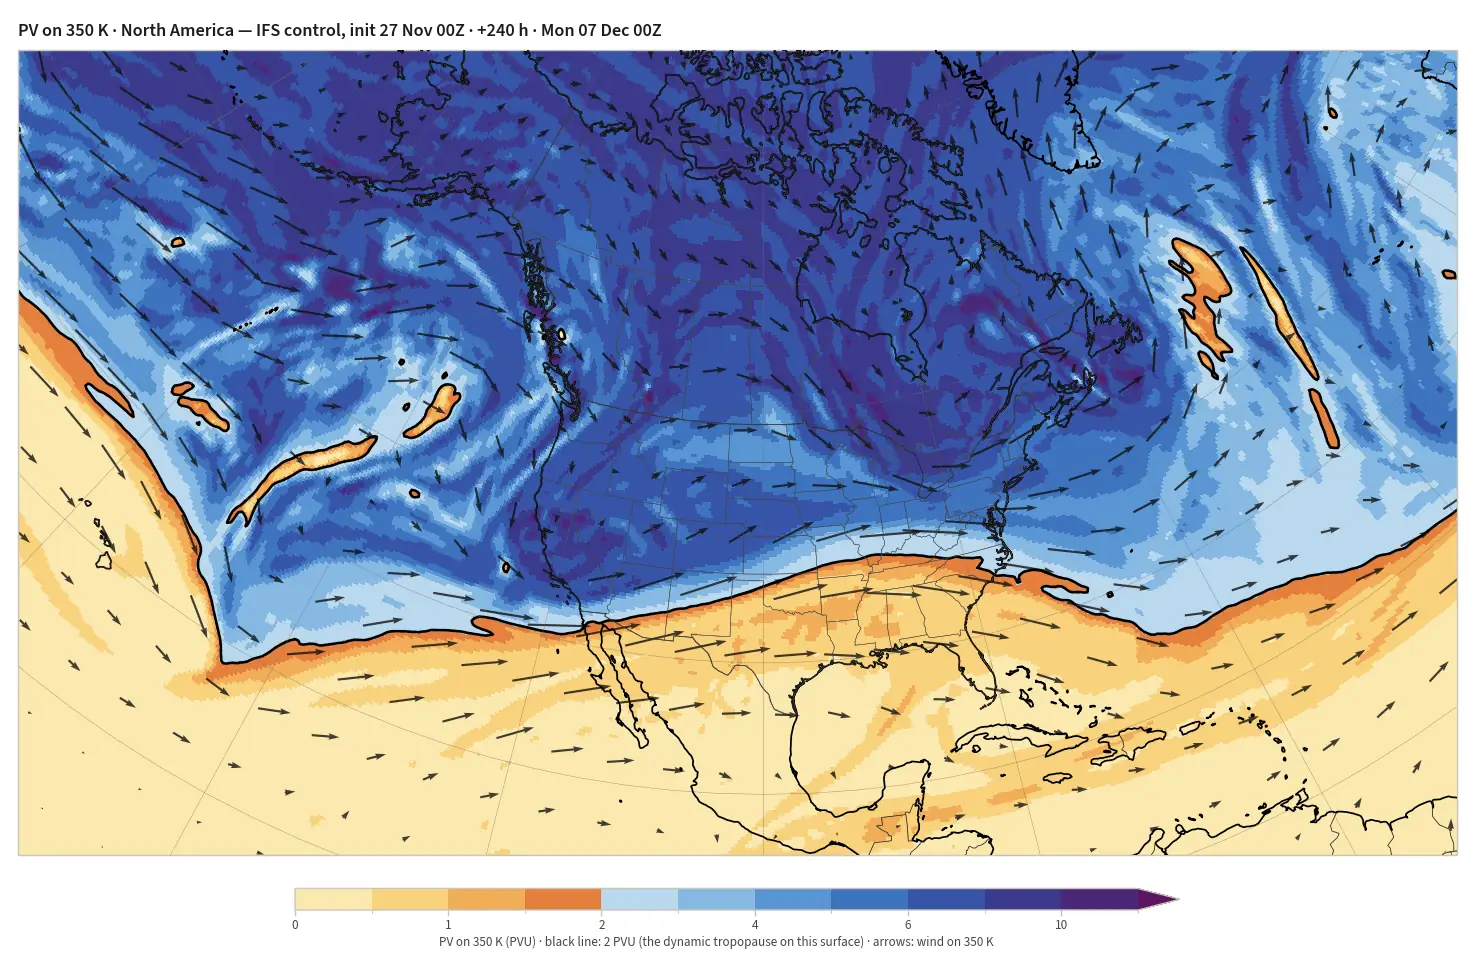 PV on 350 K · North America — IFS control, init 27 Nov 00Z · +240 h · Mon 07 Dec 00Z
0 1 2 4 6 10
PV on 350 K (PVU) · black line: 2 PVU (the dynamic tropopause on this surface) · arrows: wind on 350 K